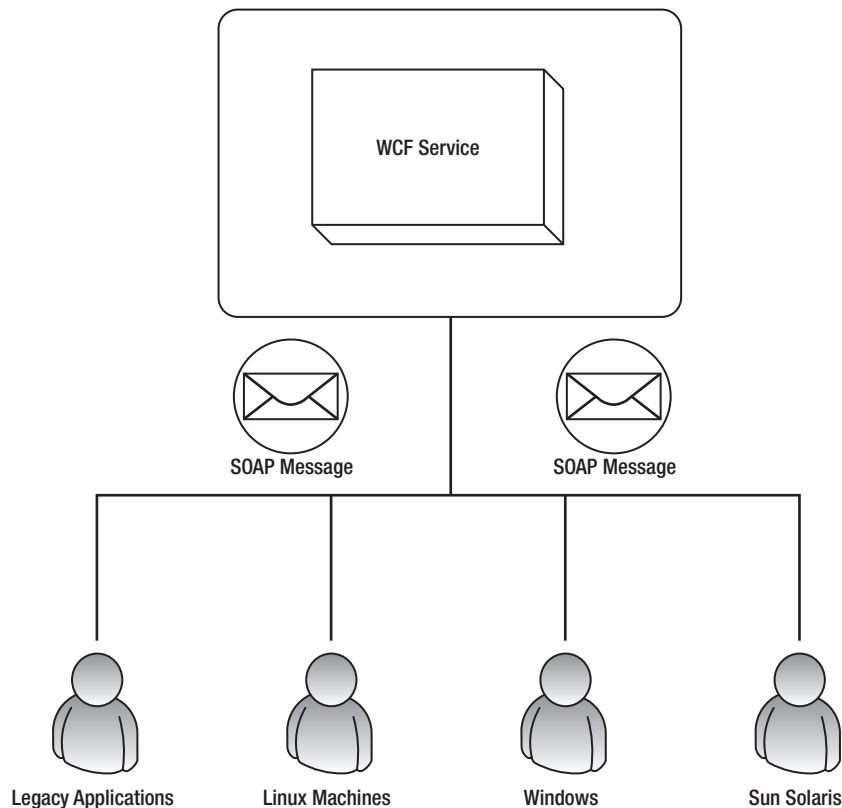 WCF Service
SOAP Message
SOAP Message
Legacy Applications
Linux Machines
Windows
Sun Solaris